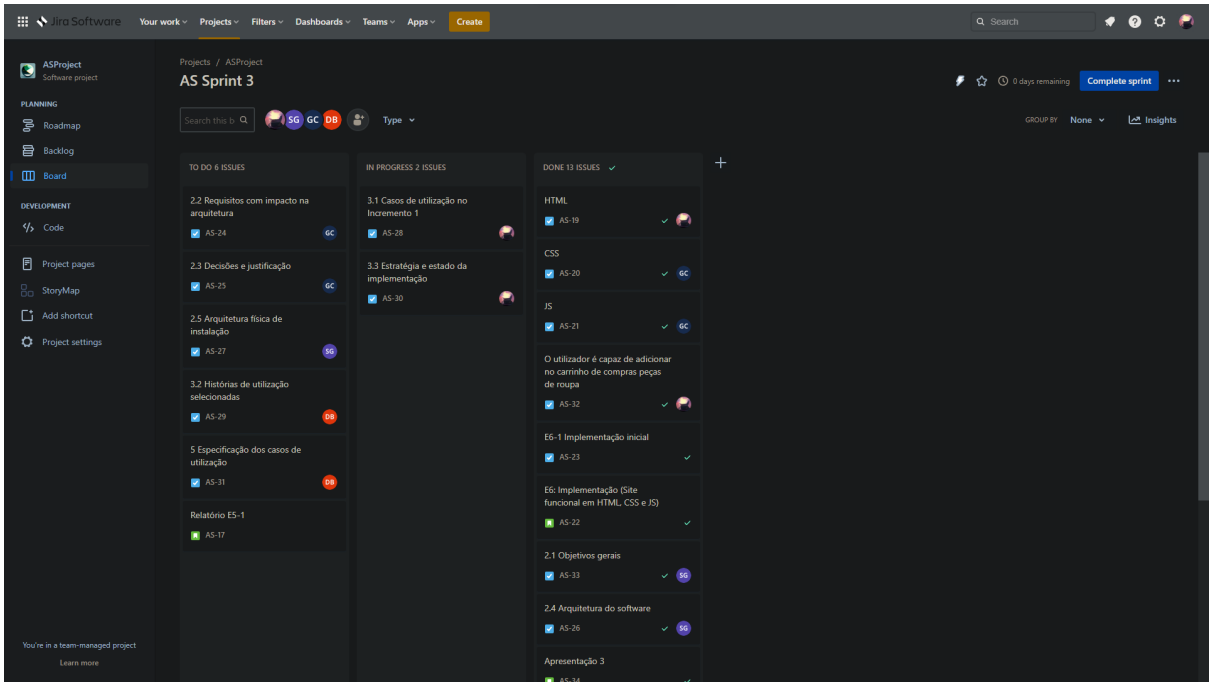 Jira Software
Your work
Projects
Filters
Dashboards
Teams
Apps
Create
Search
ASProject
Software project
PLANNING
Roadmap
Backlog
Board
DEVELOPMENT
Code
Project pages
StoryMap
Add shortcut
Project settings
You're in a team-managed project
Learn more
Projects / ASProject
AS Sprint 3
0 days remaining
Complete sprint
Search this b
SG GC DB
Type
GROUP BY None
Insights
TO DO 6 ISSUES
2.2 Requisitos com impacto na
arquitetura
AS-24 GC
2.3 Decisões e justificação
AS-25 GC
2.5 Arquitetura física de
instalação
AS-27 SG
3.2 Histórias de utilização
selecionadas
AS-29 DB
5 Especificação dos casos de
utilização
AS-31 DB
Relatório E5-1
AS-17
IN PROGRESS 2 ISSUES
3.1 Casos de utilização no
Incremento 1
AS-28
3.3 Estratégia e estado da
implementação
AS-30
DONE 13 ISSUES
HTML
AS-19
CSS
AS-20 GC
JS
AS-21 GC
O utilizador é capaz de adicionar
no carrinho de compras peças
de roupa
AS-32
E6-1 Implementação inicial
AS-23
E6: Implementação (Site
funcional em HTML, CSS e JS)
AS-22
2.1 Objetivos gerais
AS-33 SG
2.4 Arquitetura do software
AS-26 SG
Apresentação 3
AS-34